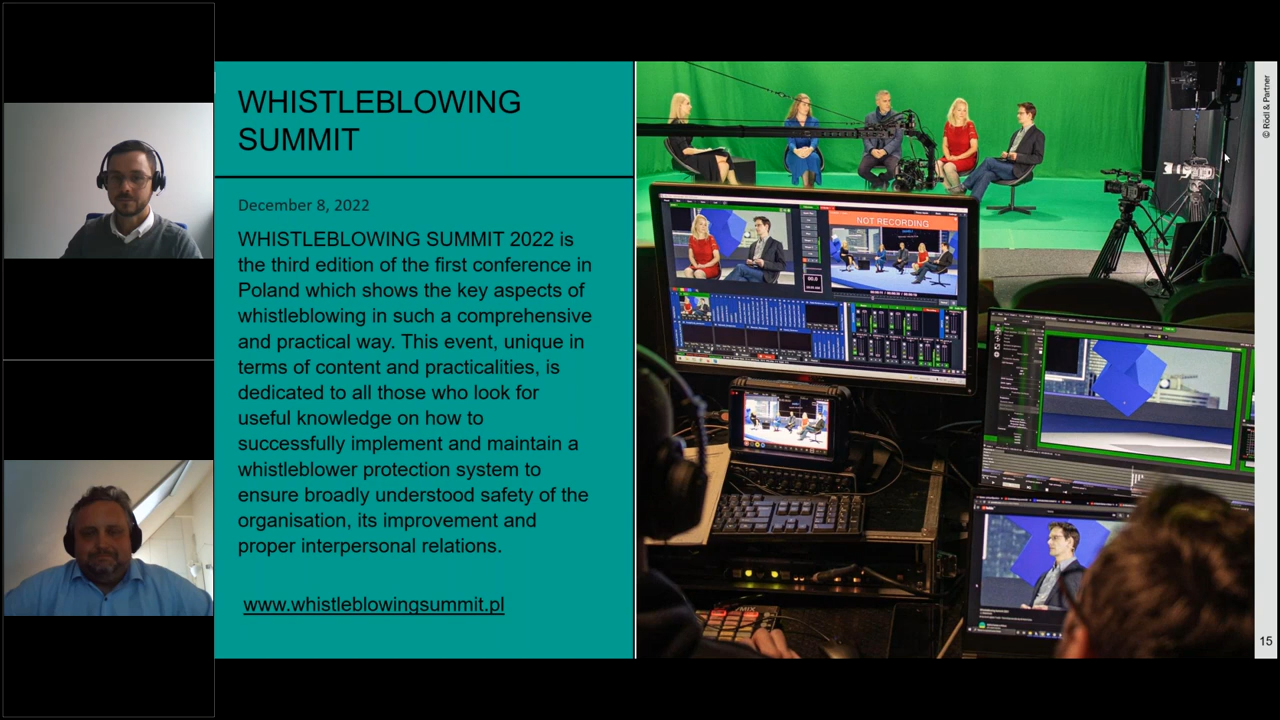 WHISTLEBLOWING
SUMMIT
December 8, 2022
WHISTLEBLOWING SUMMIT 2022 is
the third edition of the first conference in
Poland which shows the key aspects of
whistleblowing in such a comprehensive
and practical way. This event, unique in
terms of content and practicalities, is
dedicated to all those who look for
useful knowledge on how to
successfully implement and maintain a
whistleblower protection system to
ensure broadly understood safety of the
organisation, its improvement and
proper interpersonal relations.
www.whistleblowingsummit.pl
NOT RECORDING
© Rödl & Partner
15